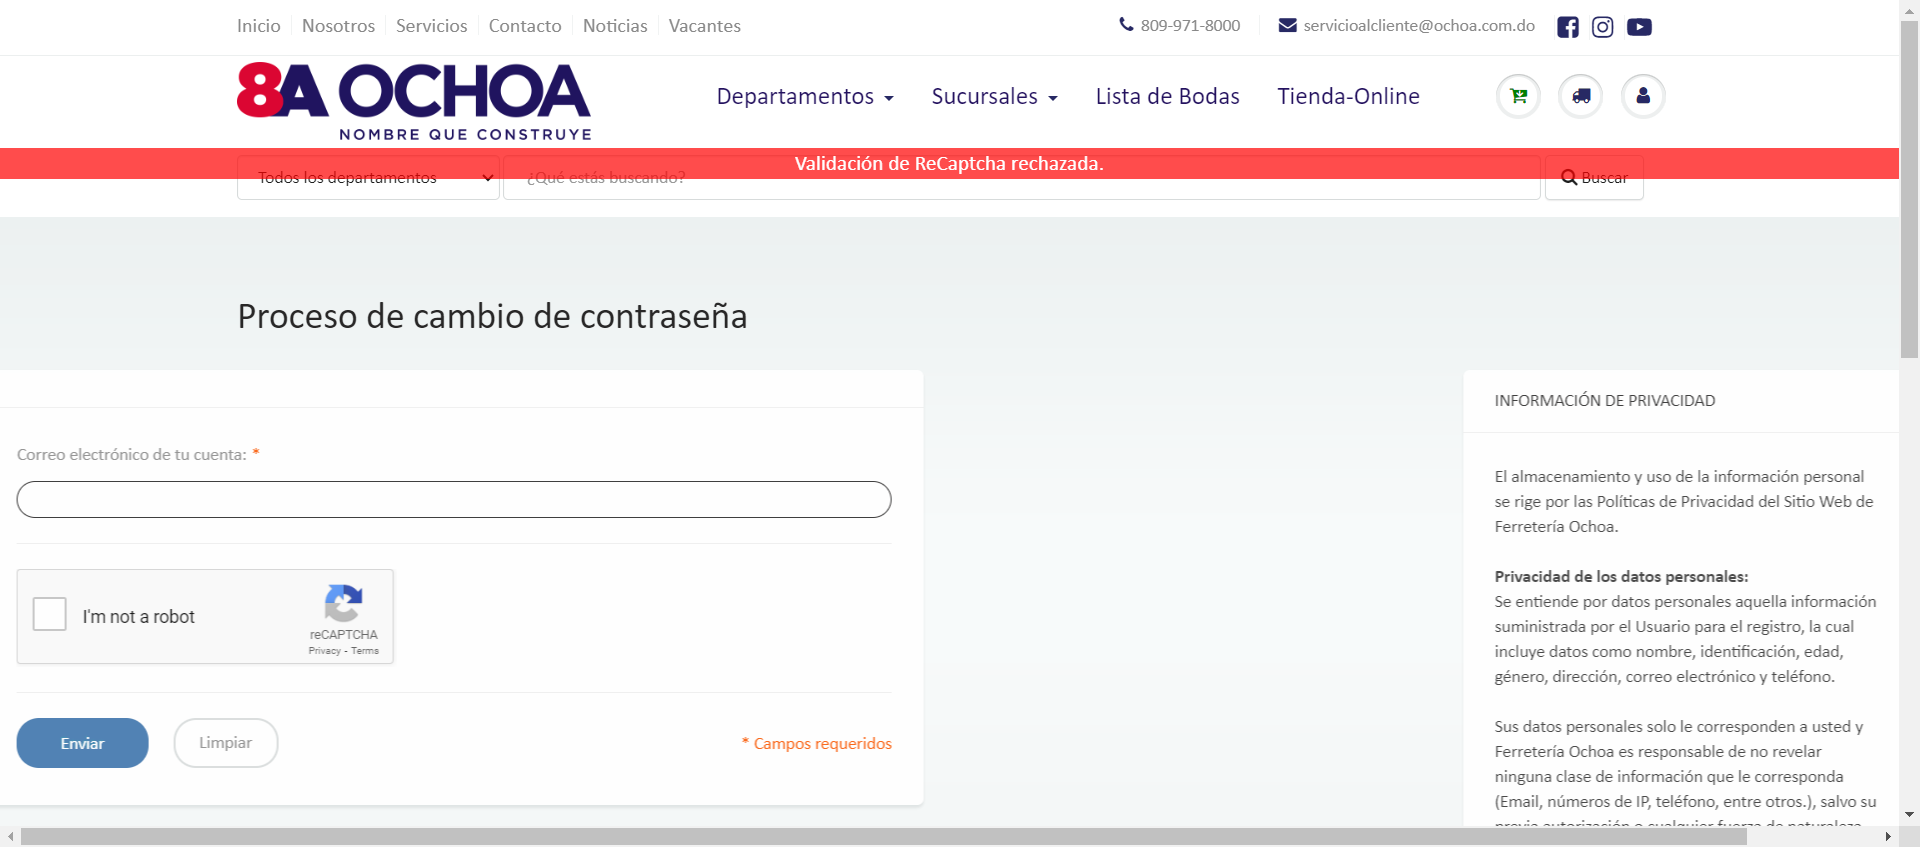 Inicio Nosotros Servicios Contacto Noticias Vacantes
809-971-8000 servicioalcliente@ochoa.com.do
8A OCHOA
NOMBRE QUE CONSTRUYE
Departamentos Sucursales Lista de Bodas Tienda-Online
Validación de ReCaptcha rechazada.
Todos los departamentos ¿Qué estás buscando? Buscar
Proceso de cambio de contraseña
Correo electrónico de tu cuenta: *
I'm not a robot
reCAPTCHA
Privacy - Terms
Enviar Limpiar * Campos requeridos
INFORMACIÓN DE PRIVACIDAD
El almacenamiento y uso de la información personal
se rige por las Políticas de Privacidad del Sitio Web de
Ferretería Ochoa.
Privacidad de los datos personales:
Se entiende por datos personales aquella información
suministrada por el Usuario para el registro, la cual
incluye datos como nombre, identificación, edad,
género, dirección, correo electrónico y teléfono.
Sus datos personales solo le corresponden a usted y
Ferretería Ochoa es responsable de no revelar
ninguna clase de información que le corresponda
(Email, números de IP, teléfono, entre otros.), salvo su
previa autorización o cualquier fuerza de naturaleza